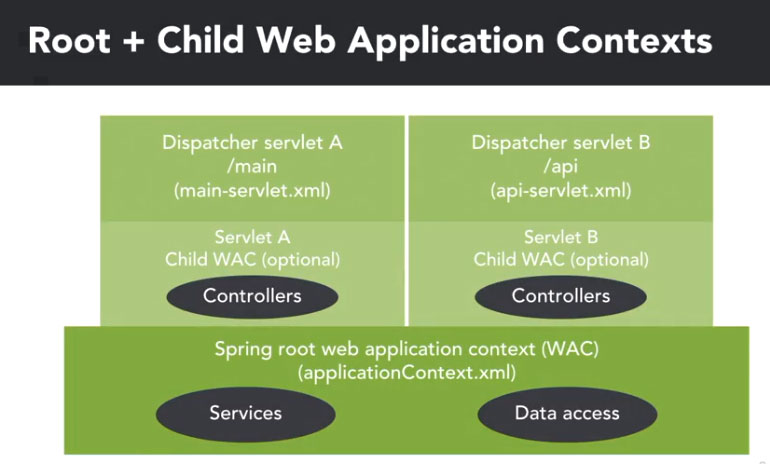 Root + Child Web Application Contexts
Dispatcher servlet A
/main
(main-servlet.xml)
Servlet A
Child WAC (optional)
Controllers
Dispatcher servlet B
/api
(api-servlet.xml)
Servlet B
Child WAC (optional)
Controllers
Spring root web application context (WAC)
(applicationContext.xml)
Services
Data access